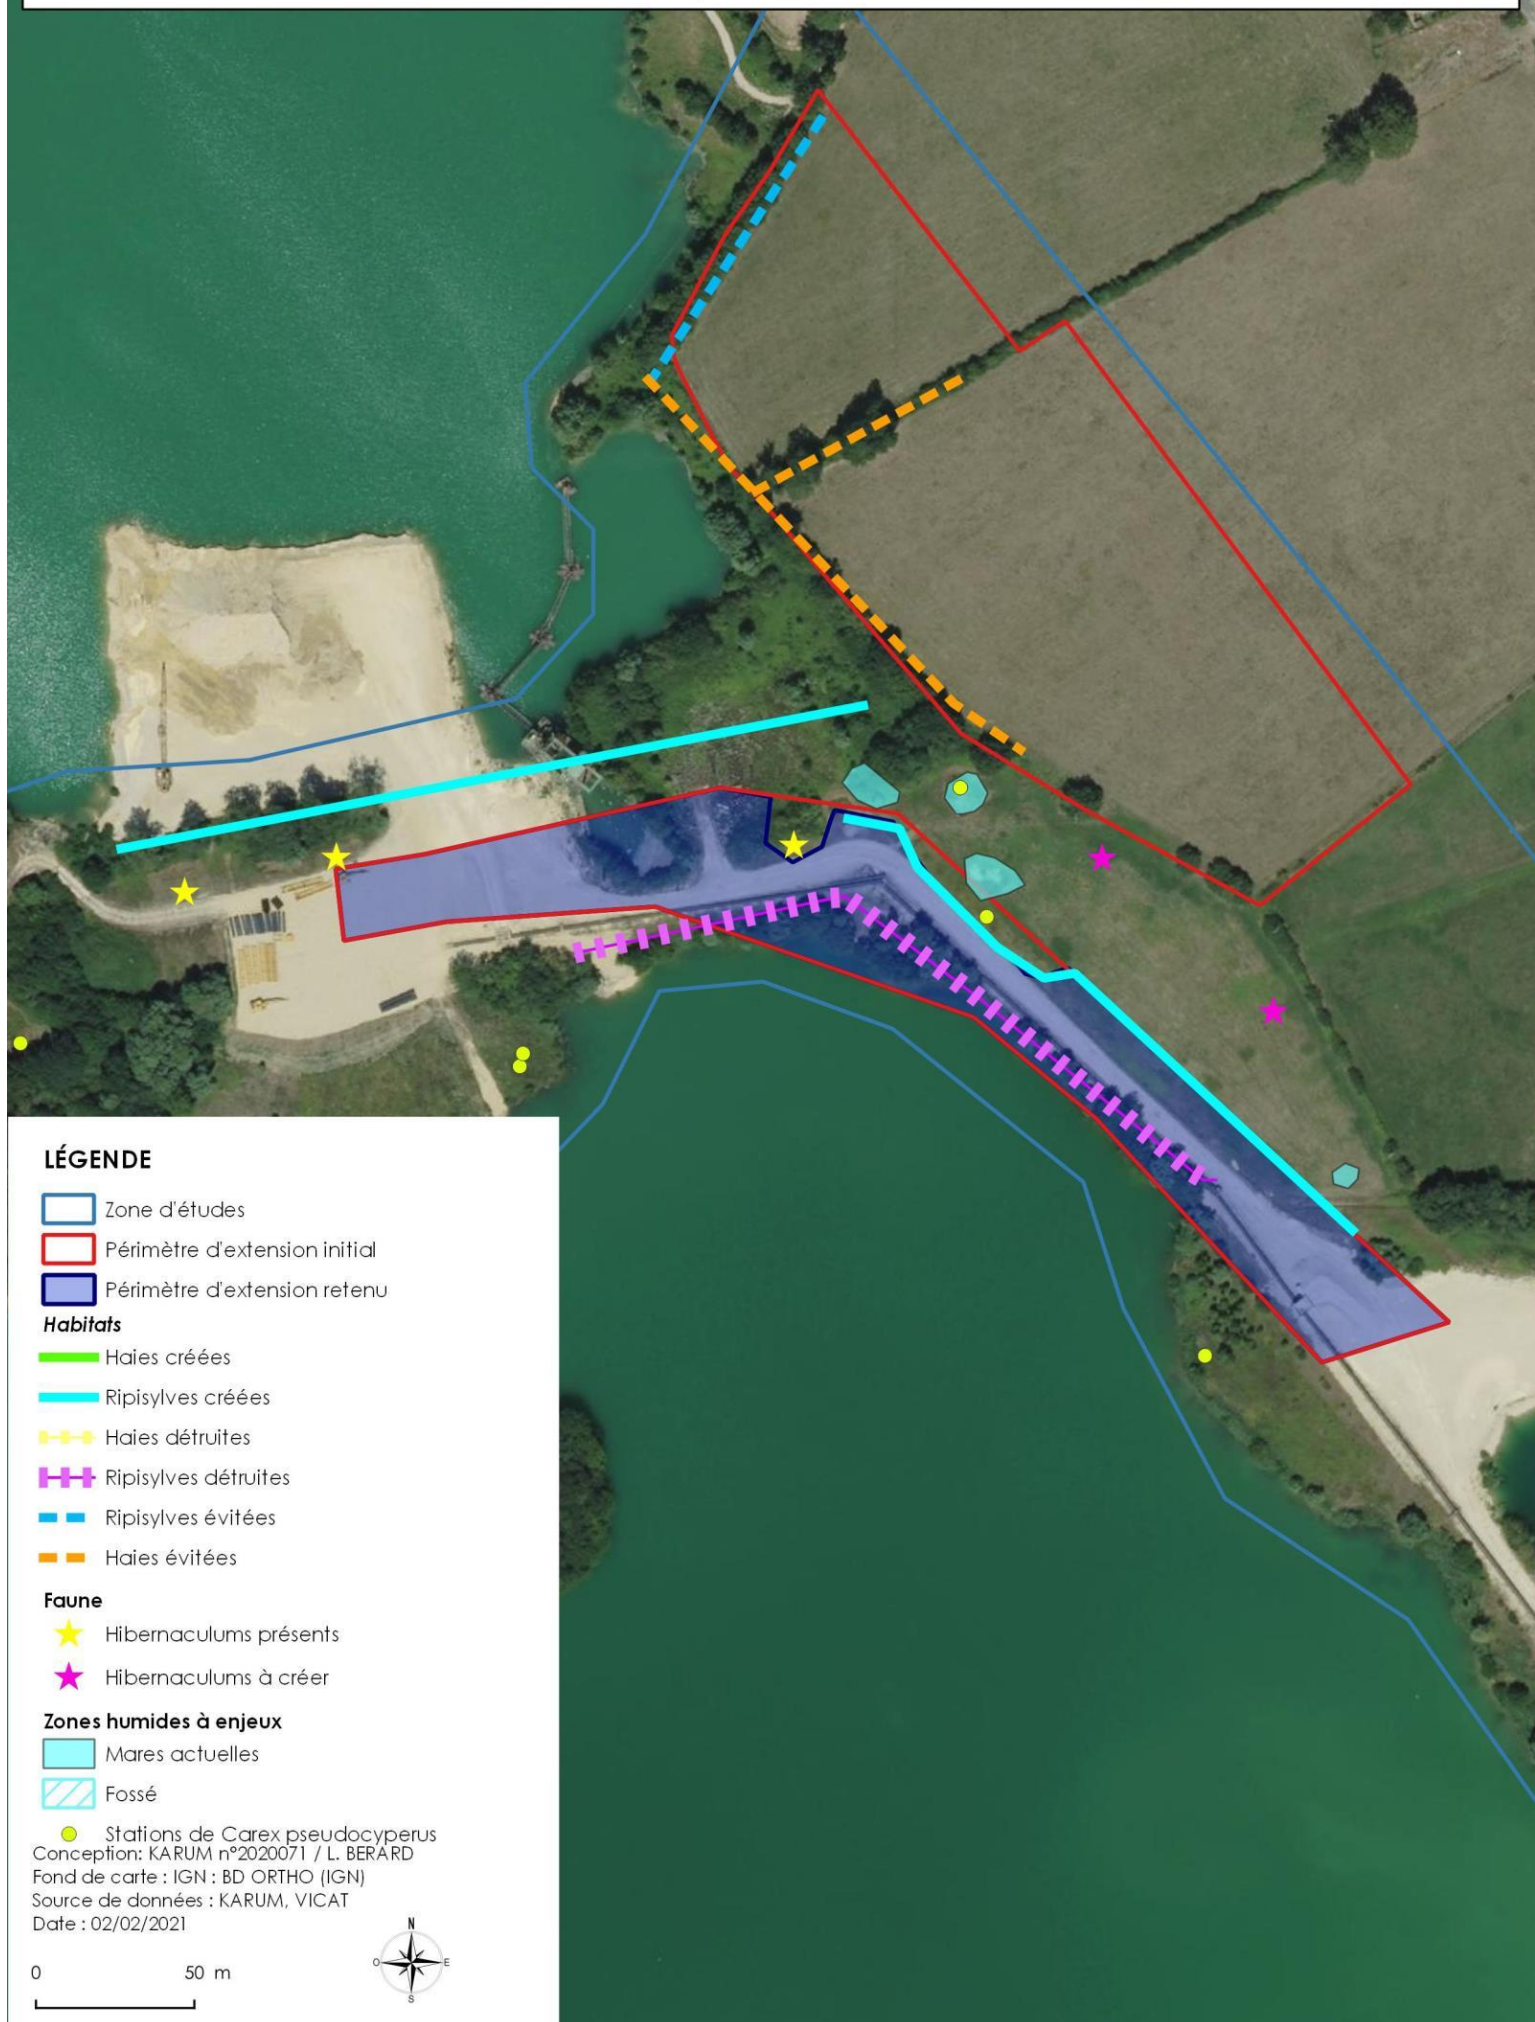 LÉGENDE
Zone d'études
Périmètre d'extension initial
Périmètre d'extension retenu
Habitats
Haies créées
Ripisylves créées
Haies détruites
Ripisylves détruites
Ripisylves évitées
Haies évitées
Faune
Hibernaculums présents
Hibernaculums à créer
Zones humides à enjeux
Mares actuelles
Fossé
Stations de Carex pseudocyperus
Conception: KARUM n°2020071 / L. BERARD
Fond de carte : IGN : BD ORTHO (IGN)
Source de données : KARUM, VICAT
Date : 02/02/2021
N
O E
S
0 50 m